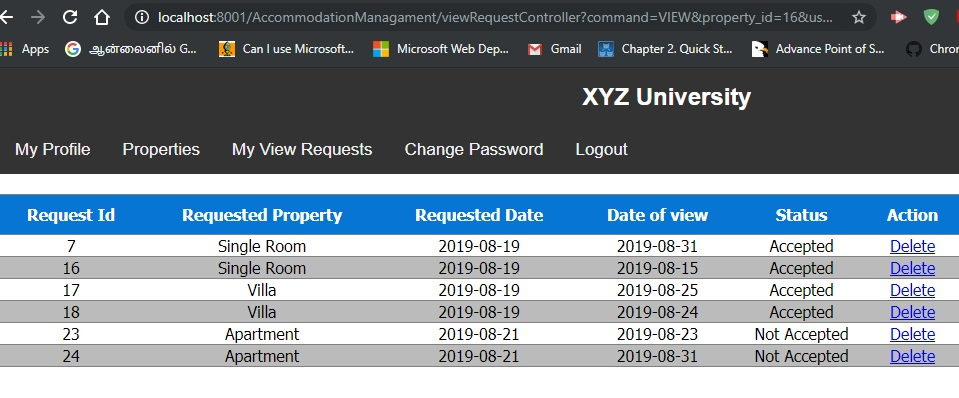 localhost:8001/AccommodationManagament/viewRequestController?command=VIEW&property_id=16&us...
Apps ஆன்லைனில் G... Can I use Microsoft... Microsoft Web Dep... Gmail Chapter 2. Quick St... Advance Point of S... Chron
XYZ University
My Profile Properties My View Requests Change Password Logout
Request Id Requested Property Requested Date Date of view Status Action
7 Single Room 2019-08-19 2019-08-31 Accepted Delete
16 Single Room 2019-08-19 2019-08-15 Accepted Delete
17 Villa 2019-08-19 2019-08-25 Accepted Delete
18 Villa 2019-08-19 2019-08-24 Accepted Delete
23 Apartment 2019-08-21 2019-08-23 Not Accepted Delete
24 Apartment 2019-08-21 2019-08-31 Not Accepted Delete